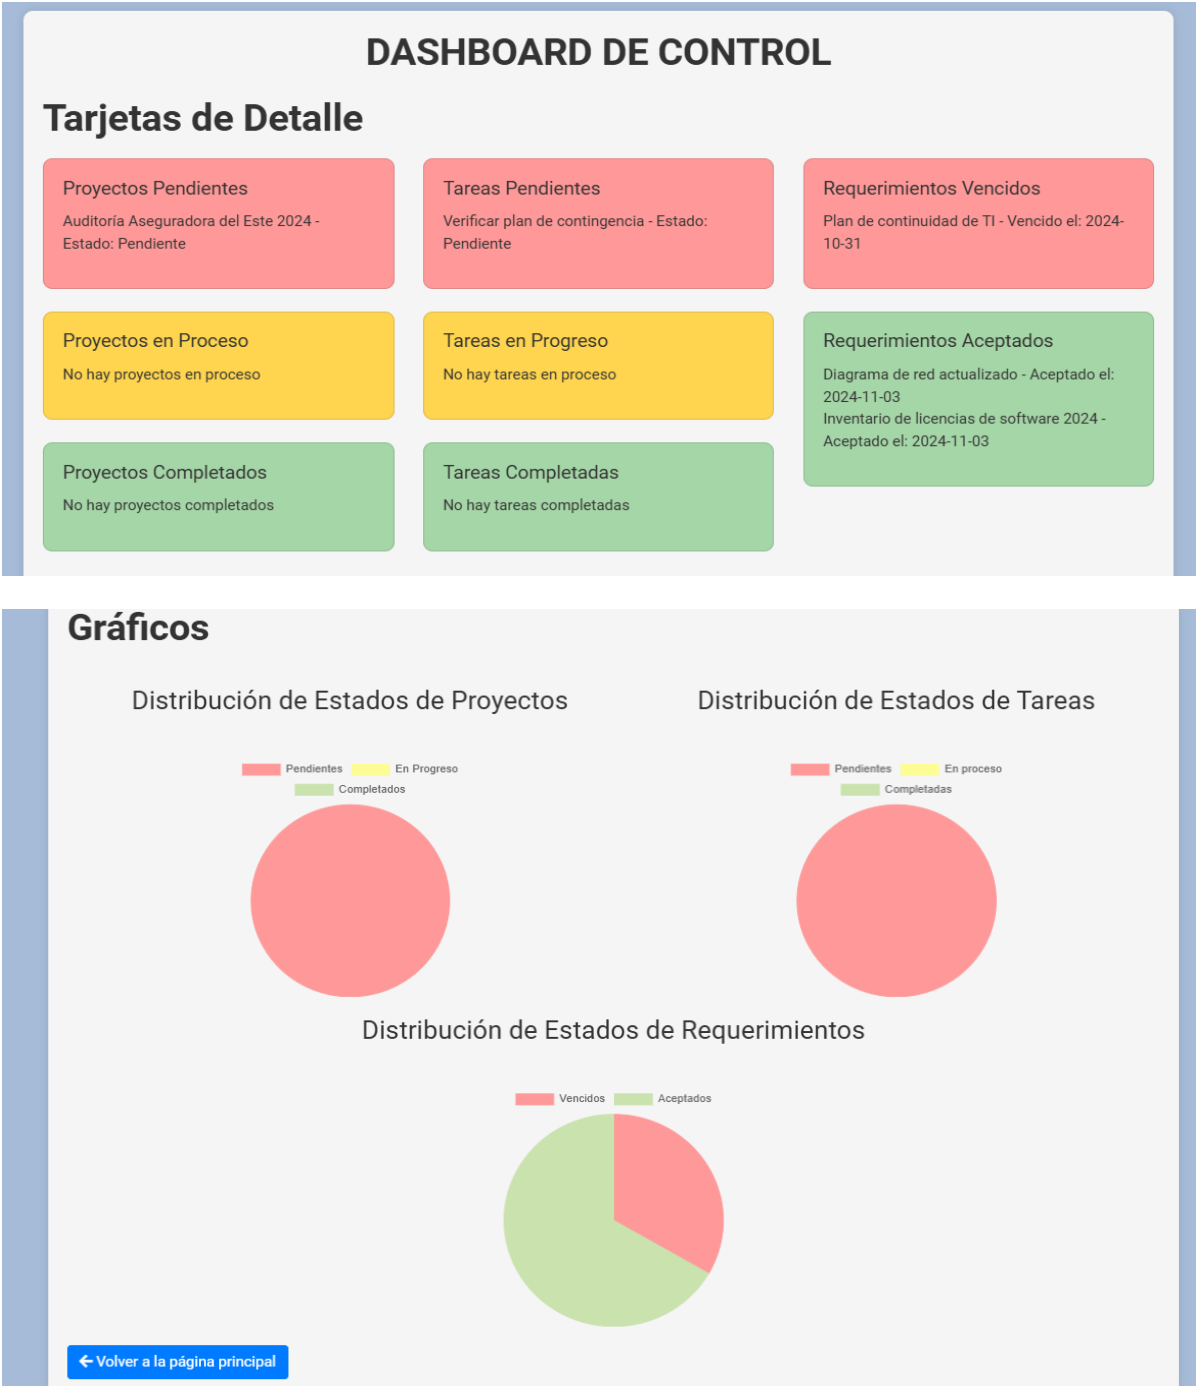 DASHBOARD DE CONTROL
Tarjetas de Detalle
Proyectos Pendientes
Auditoría Aseguradora del Este 2024 -
Estado: Pendiente
Tareas Pendientes
Verificar plan de contingencia - Estado:
Pendiente
Requerimientos Vencidos
Plan de continuidad de TI - Vencido el: 2024-
10-31
Proyectos en Proceso
No hay proyectos en proceso
Tareas en Progreso
No hay tareas en proceso
Requerimientos Aceptados
Diagrama de red actualizado - Aceptado el:
2024-11-03
Inventario de licencias de software 2024 -
Aceptado el: 2024-11-03
Proyectos Completados
No hay proyectos completados
Tareas Completadas
No hay tareas completadas
Gráficos
Distribución de Estados de Proyectos
Pendientes En Progreso
Completados
Distribución de Estados de Tareas
Pendientes En proceso
Completadas
Distribución de Estados de Requerimientos
Vencidos Aceptados
Volver a la página principal